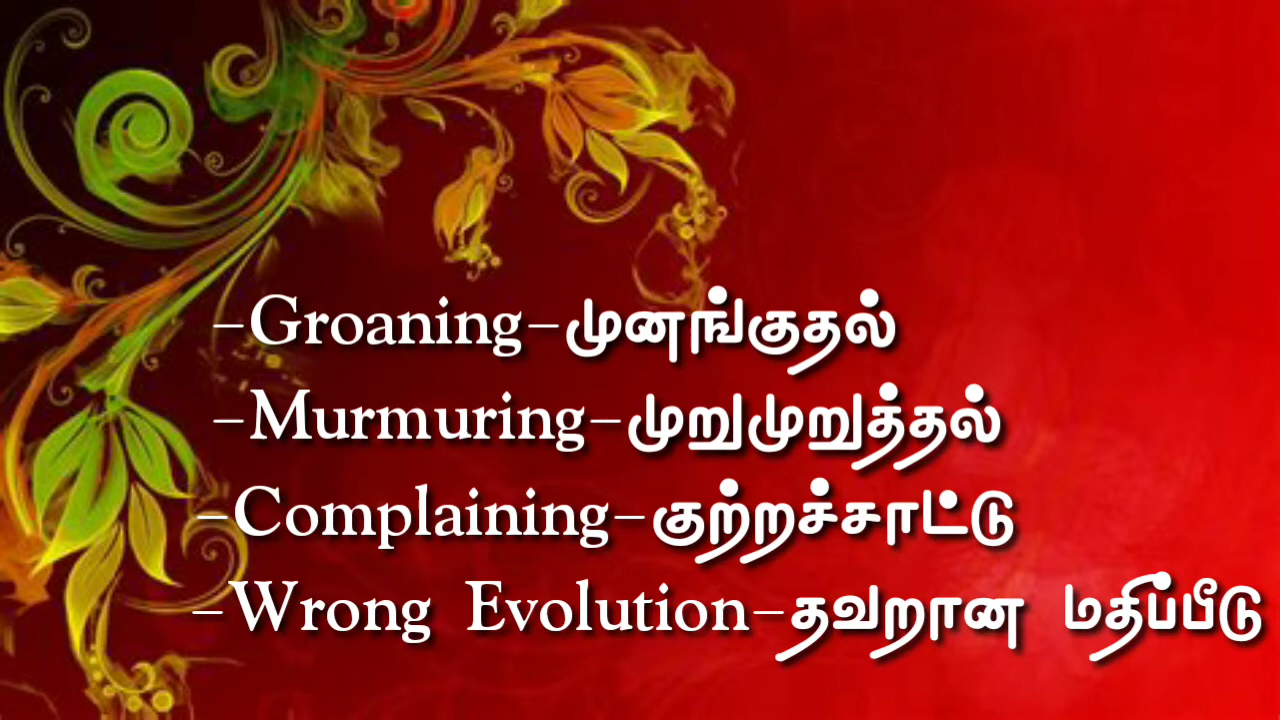 -Groaning-முனங்குதல்
-Murmuring-முறுமுறுத்தல்
-Complaining-குற்றச்சாட்டு
-Wrong Evolution-தவறான மதிப்பீடு